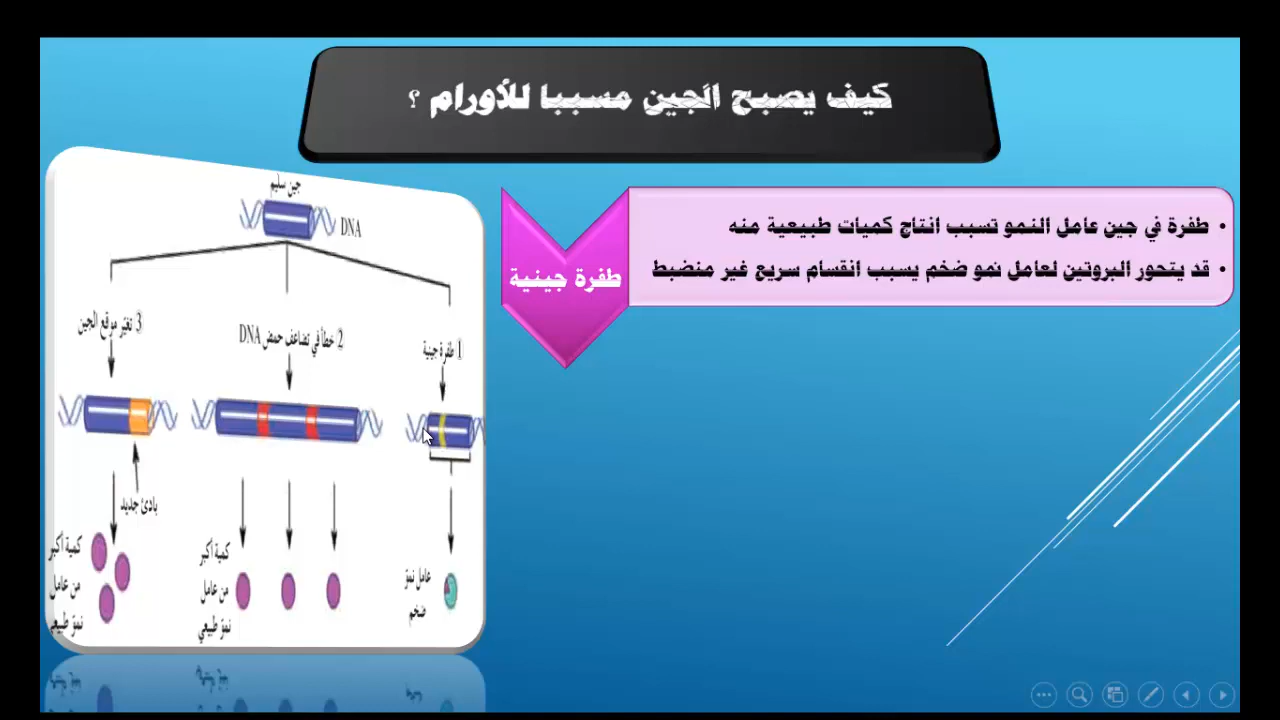 كيف يصبح الجين مسببا للأورام ؟
طفرة جينية
• طفرة في جين عامل النمو تسبب انتاج كميات طبيعية منه
• قد يتحور البروتين لعامل نمو ضخم يسبب انقسام سريع غير منضبط
جين سليم
DNA
① طفرة جينية
2 خطأ في تضاعف حمض DNA
3 تغيّر موقع الجين
بادئ جديد
عامل نموّ
ضخم
كمية أكبر
من عامل
نموّ طبيعي
كمية أكبر
من عامل
نموّ طبيعي